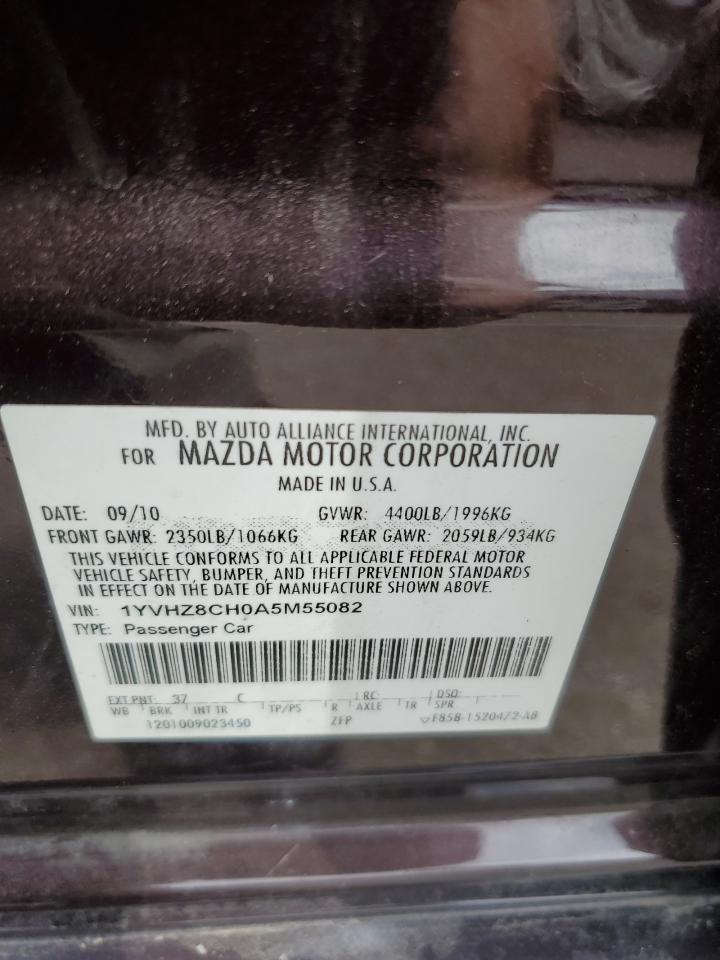 MFD. BY AUTO ALLIANCE INTERNATIONAL, INC.
FOR MAZDA MOTOR CORPORATION
MADE IN U.S.A.
DATE: 09/10 GVWR: 4400LB/1996KG
FRONT GAWR: 2350LB/1066KG REAR GAWR: 2059LB/934KG
THIS VEHICLE CONFORMS TO ALL APPLICABLE FEDERAL MOTOR
VEHICLE SAFETY, BUMPER, AND THEFT PREVENTION STANDARDS
IN EFFECT ON THE DATE OF MANUFACTURE SHOWN ABOVE.
VIN: 1YVHZ8CH0A5M55082
TYPE: Passenger Car
EXT PNT: 37 C RC: DSO:
WB BRK INT TR TP/PS R AXLE TR SPR
1201009023450 ZFP F85B-1520472-AB